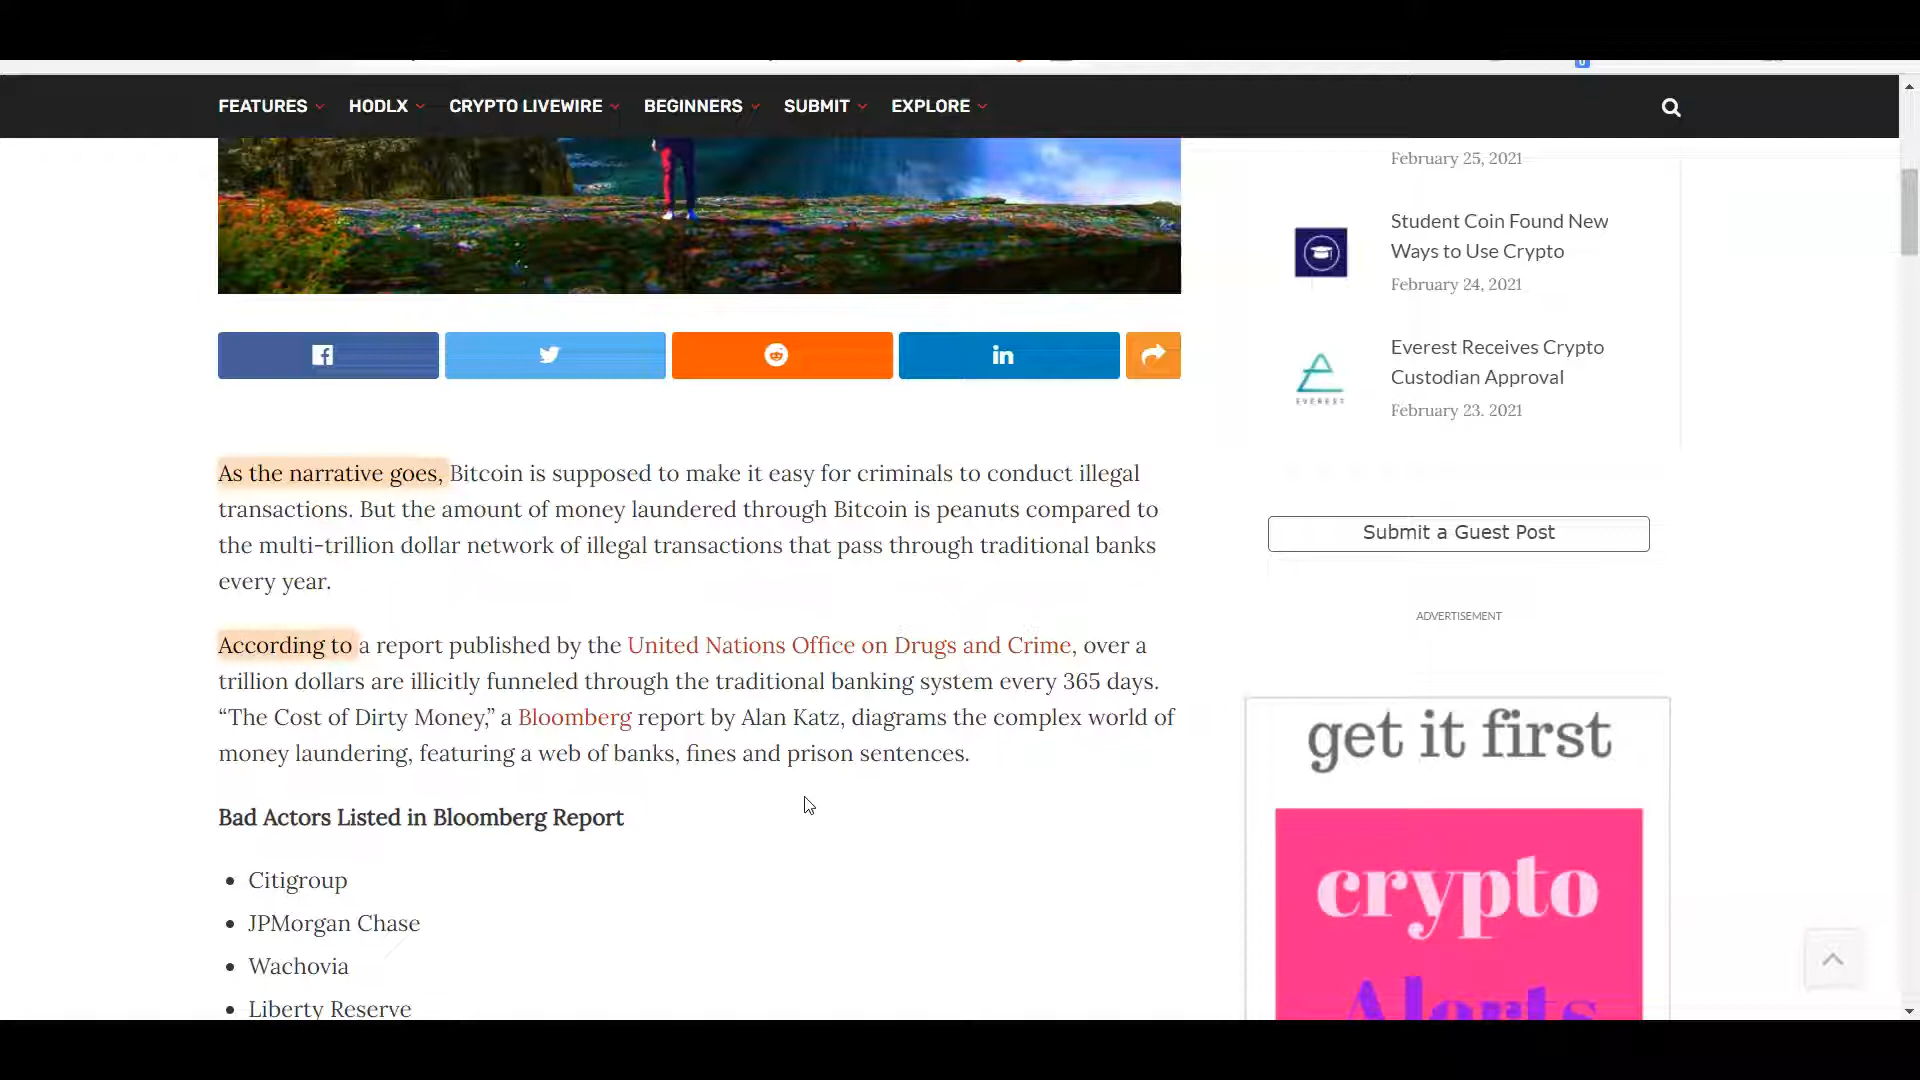 FEATURES HODLX CRYPTO LIVEWIRE BEGINNERS SUBMIT EXPLORE
February 25, 2021
Student Coin Found New
Ways to Use Crypto
February 24, 2021
Everest Receives Crypto
Custodian Approval
EVEREST
February 23, 2021
As the narrative goes, Bitcoin is supposed to make it easy for criminals to conduct illegal
transactions. But the amount of money laundered through Bitcoin is peanuts compared to
the multi-trillion dollar network of illegal transactions that pass through traditional banks
every year.
According to a report published by the United Nations Office on Drugs and Crime, over a
trillion dollars are illicitly funneled through the traditional banking system every 365 days.
“The Cost of Dirty Money,” a Bloomberg report by Alan Katz, diagrams the complex world of
money laundering, featuring a web of banks, fines and prison sentences.
Bad Actors Listed in Bloomberg Report
Citigroup
JPMorgan Chase
Wachovia
Liberty Reserve
Submit a Guest Post
ADVERTISEMENT
get it first
crypto
Alerts